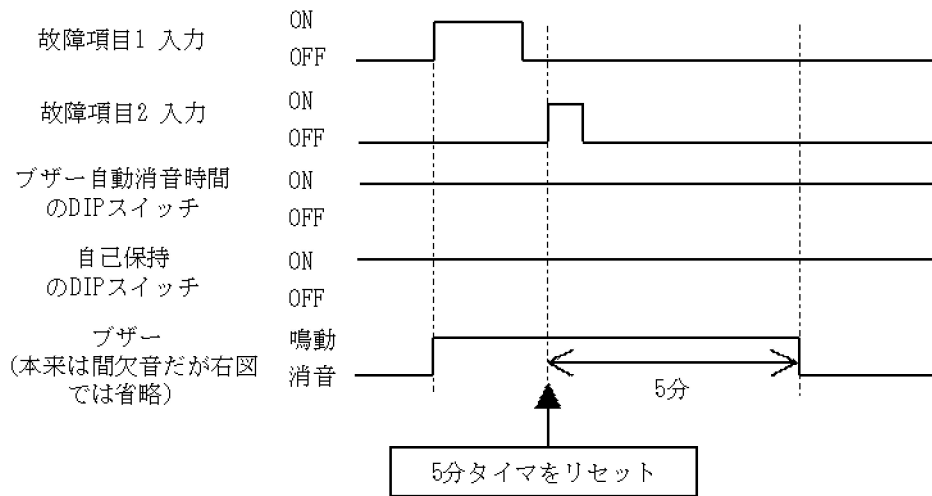 故障項目1 入力
ON
OFF
故障項目2 入力
ON
OFF
ブザー自動消音時間
のDIPスイッチ
ON
OFF
自己保持
のDIPスイッチ
ON
OFF
ブザー
(本来は間欠音だが右図
では省略)
鳴動
消音
5分
5分タイマをリセット